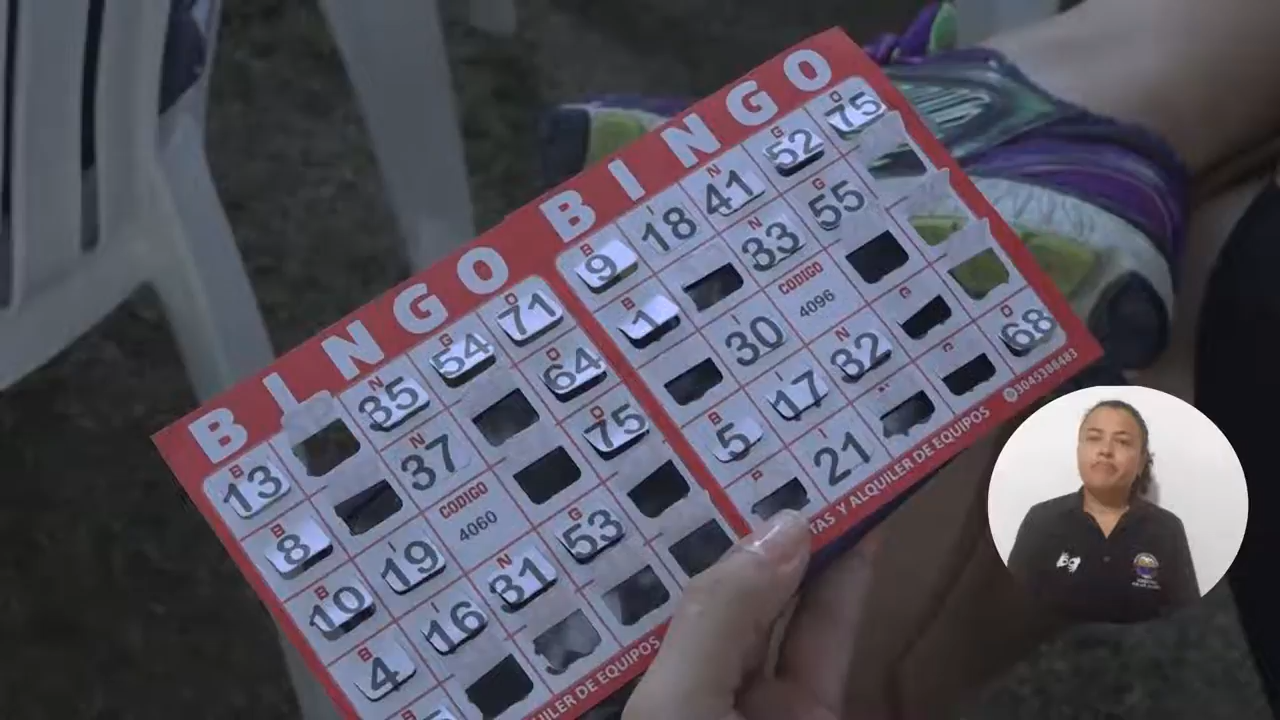 BINGO BINGO
B 13 N 35 G 54 O 71
B 8 N 37 O 64
B 10 I 19 CODIGO 4060 O 75
B 4 I 16 N 31 G 53
B 9 I 18 N 41 G 52 O 75
B 1 N 33 G 55
I 30 CODIGO 4096
B 5 I 17 N 32 G
B I 21 G O 68
ALQUILER DE EQUIPOS
TAS Y ALQUILER DE EQUIPOS 3045388483